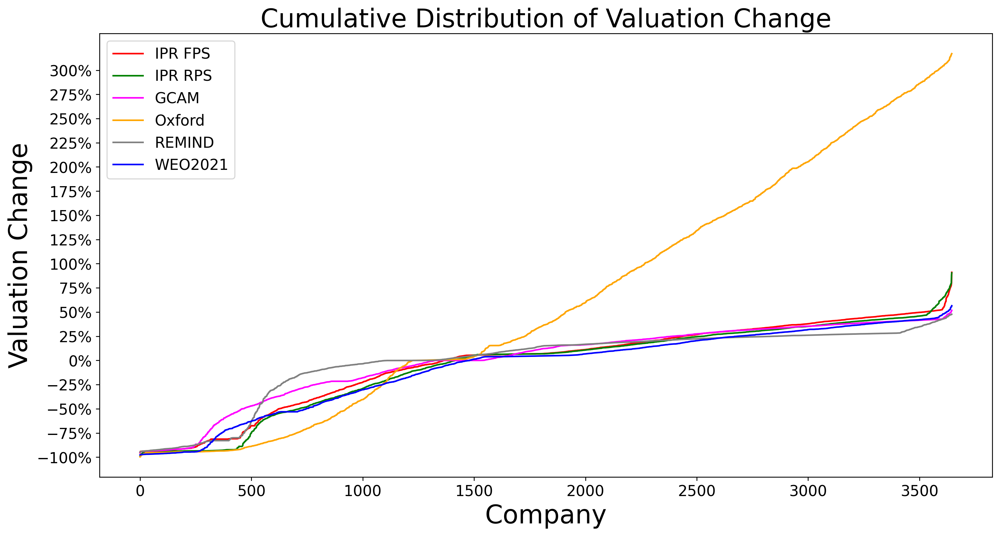 Cumulative Distribution of Valuation Change
IPR FPS
IPR RPS
GCAM
Oxford
REMIND
WEO2021
Valuation Change
300%
275%
250%
225%
200%
175%
150%
125%
100%
75%
50%
25%
0%
−25%
−50%
−75%
−100%
0 500 1000 1500 2000 2500 3000 3500
Company